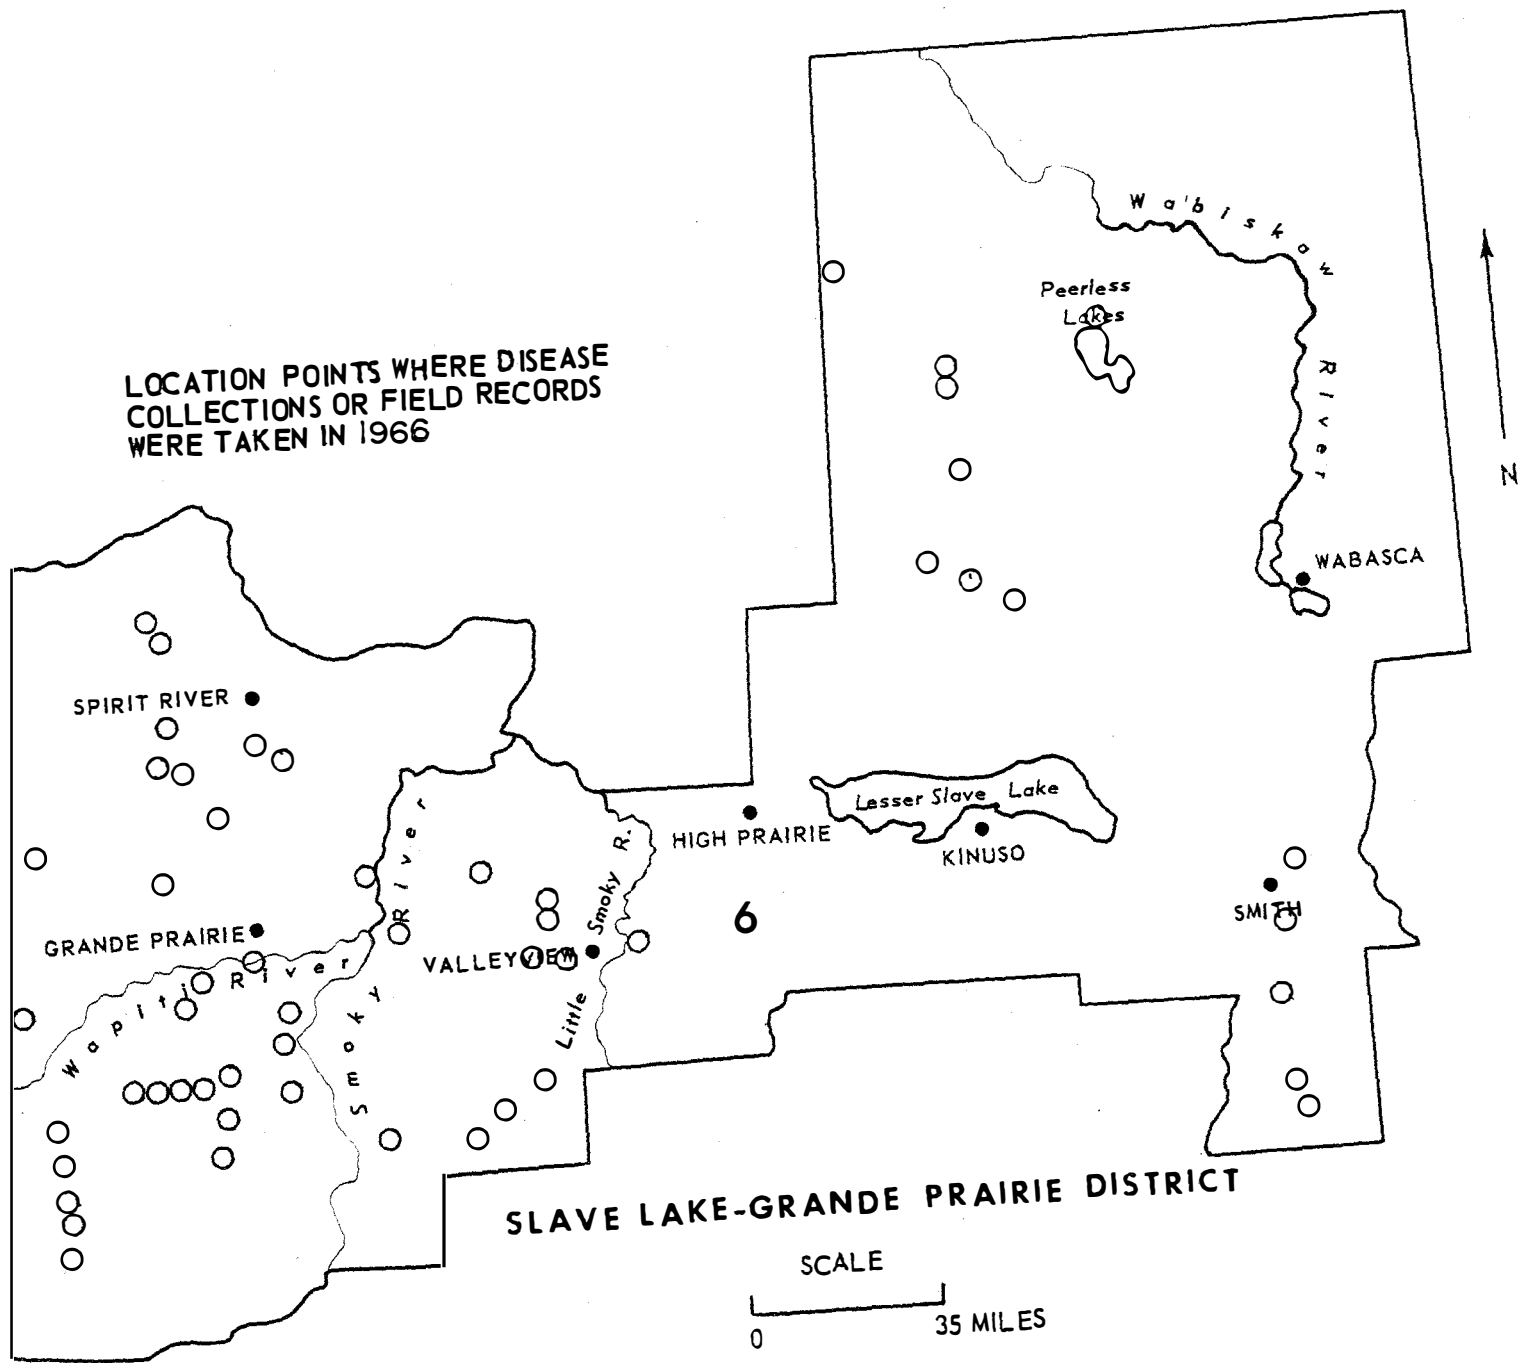 Wabiskaw River
Peerless
Lakes
LOCATION POINTS WHERE DISEASE
COLLECTIONS OR FIELD RECORDS
WERE TAKEN IN 1966
N
WABASCA
SPIRIT RIVER
Lesser Slave Lake
HIGH PRAIRIE
KINUSO
SMITH
6
GRANDE PRAIRIE
VALLEYVIEW
Little Smoky R.
Smoky River
Wapiti River
SLAVE LAKE-GRANDE PRAIRIE DISTRICT
SCALE
0 35 MILES